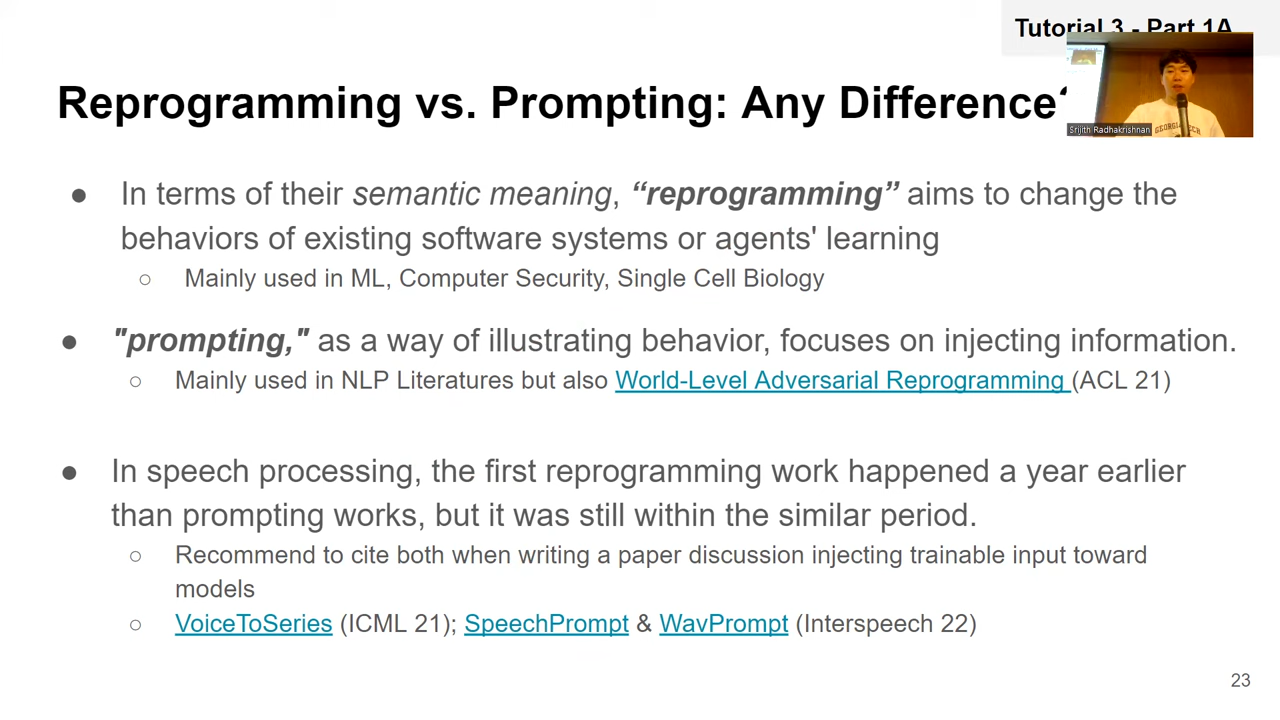 Tutorial 3 - Part 1A
Reprogramming vs. Prompting: Any Difference
Srijith Radhakrishnan
● In terms of their semantic meaning, “reprogramming” aims to change the
behaviors of existing software systems or agents' learning
○ Mainly used in ML, Computer Security, Single Cell Biology
● "prompting," as a way of illustrating behavior, focuses on injecting information.
○ Mainly used in NLP Literatures but also World-Level Adversarial Reprogramming (ACL 21)
● In speech processing, the first reprogramming work happened a year earlier
than prompting works, but it was still within the similar period.
○ Recommend to cite both when writing a paper discussion injecting trainable input toward
models
○ VoiceToSeries (ICML 21); SpeechPrompt & WavPrompt (Interspeech 22)
23